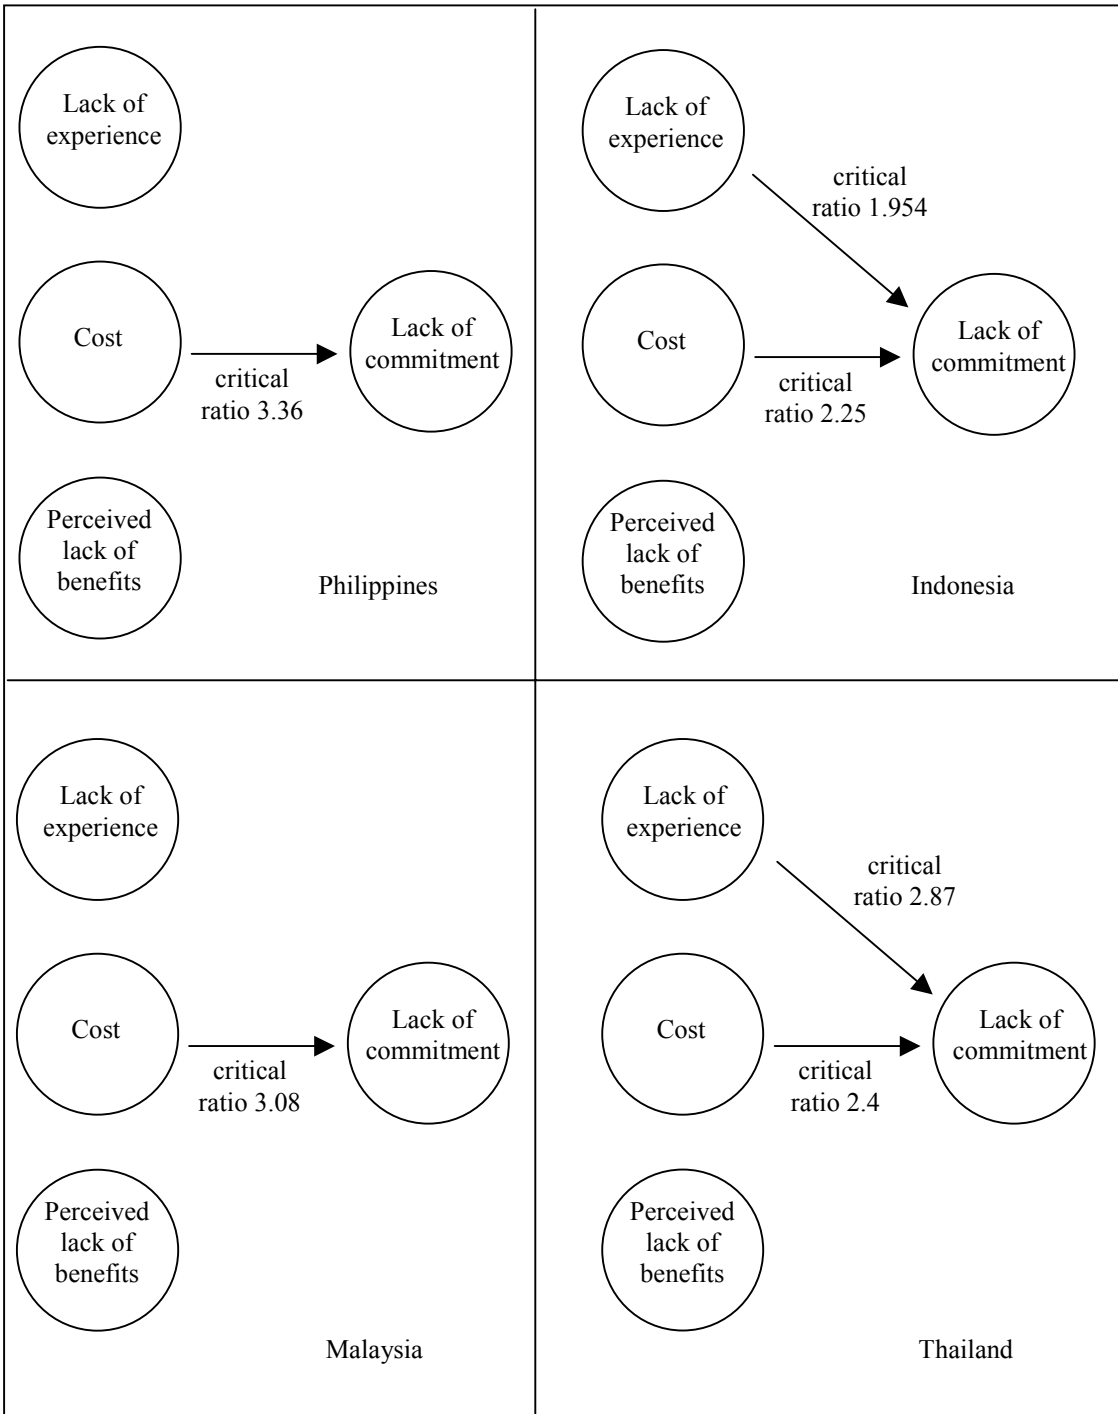 Lack of
experience
Cost
critical
ratio 3.36
Lack of
commitment
Perceived
lack of
benefits
Philippines
Lack of
experience
critical
ratio 1.954
Cost
critical
ratio 2.25
Lack of
commitment
Perceived
lack of
benefits
Indonesia
Lack of
experience
Cost
critical
ratio 3.08
Lack of
commitment
Perceived
lack of
benefits
Malaysia
Lack of
experience
critical
ratio 2.87
Cost
critical
ratio 2.4
Lack of
commitment
Perceived
lack of
benefits
Thailand